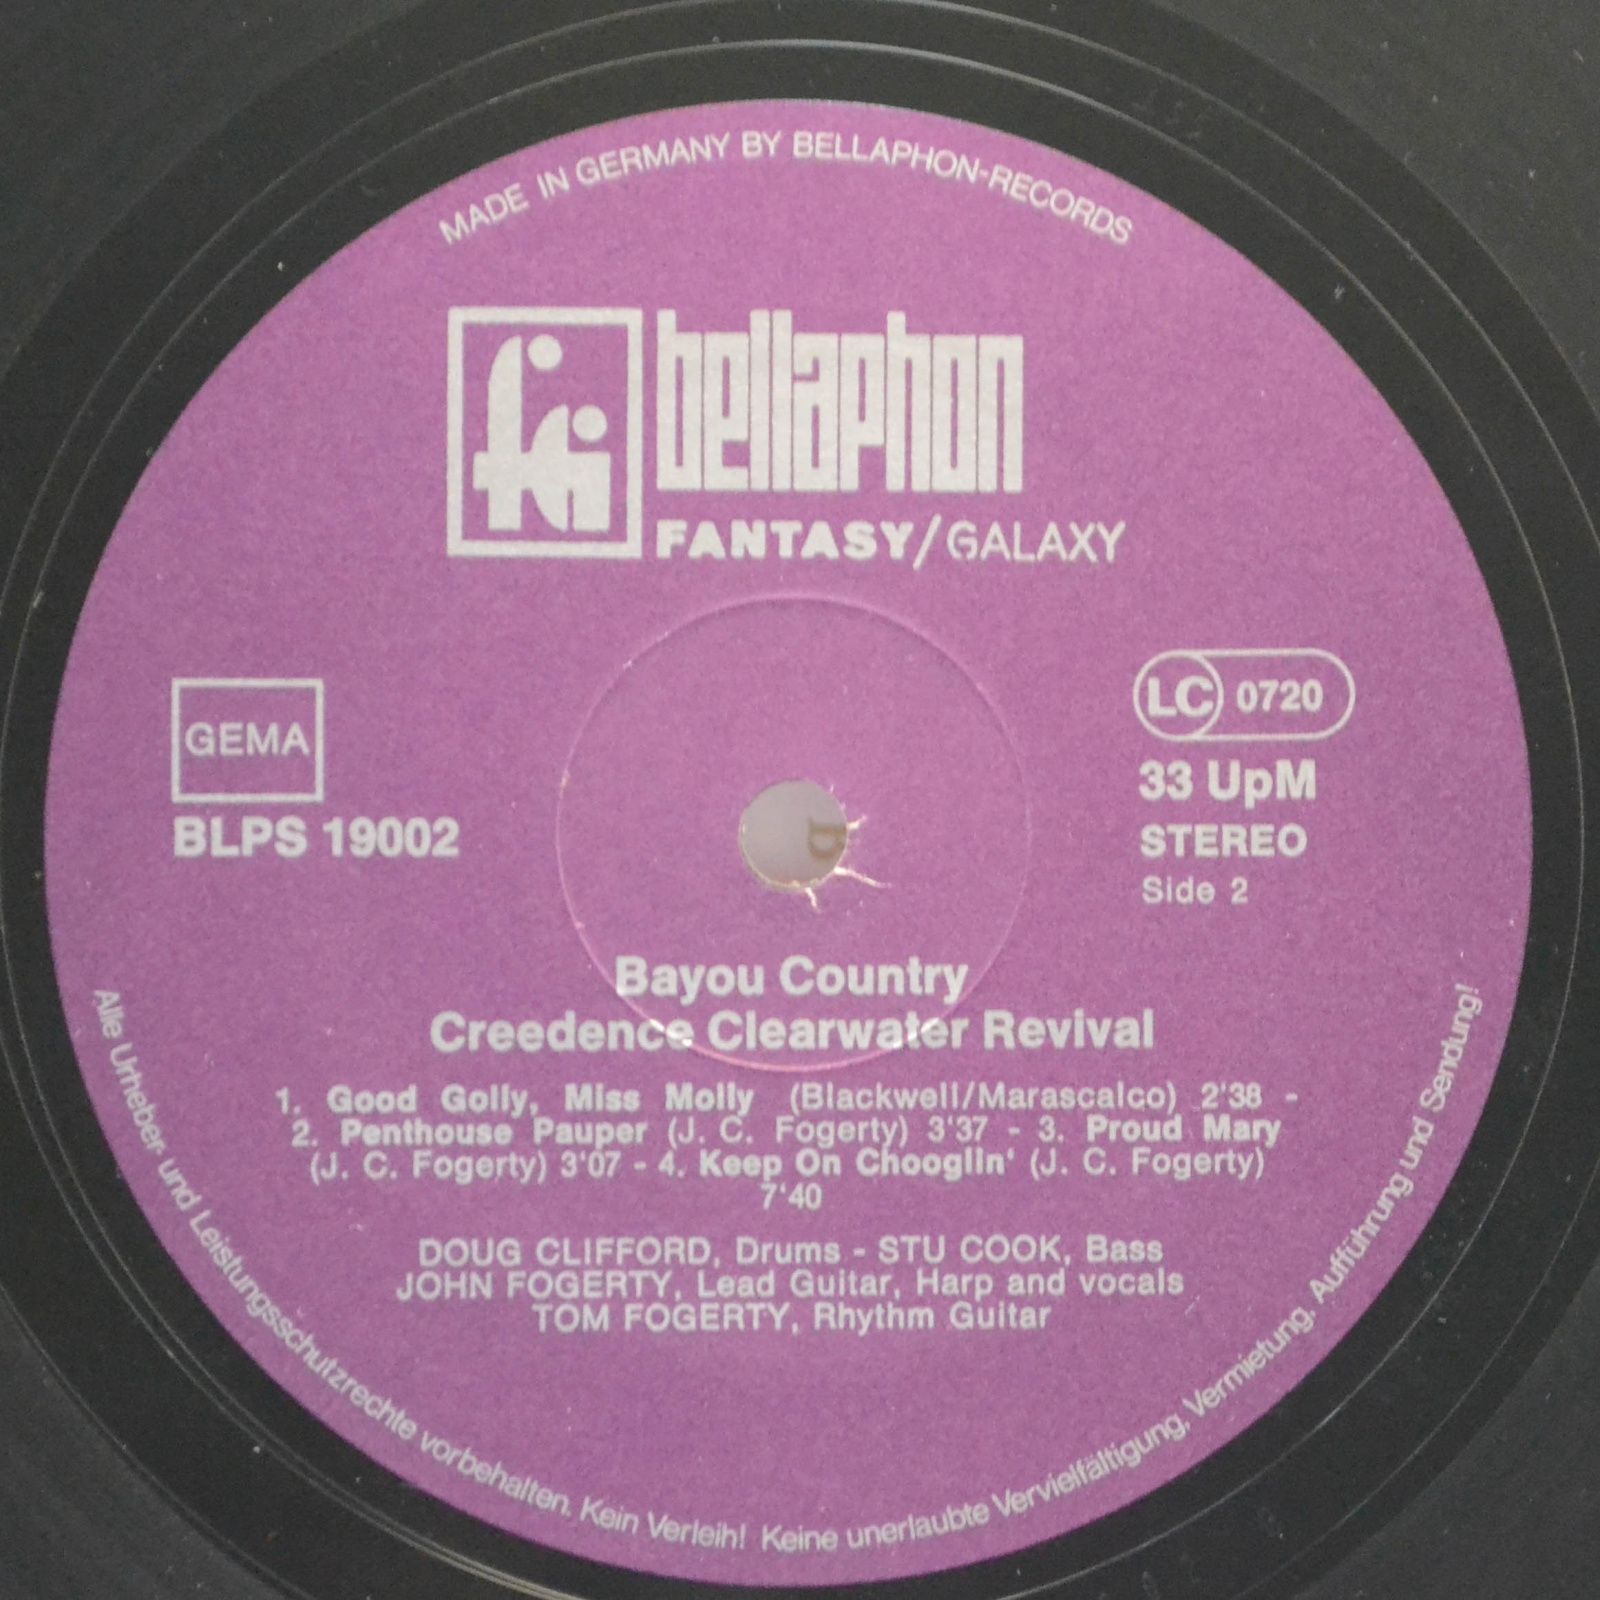 MADE IN GERMANY BY BELLAPHON-RECORDS
bellaphon
FANTASY/GALAXY
GEMA
BLPS 19002
LC 0720
33 UpM
STEREO
Side 2
Bayou Country
Creedence Clearwater Revival
1. Good Golly, Miss Molly (Blackwell/Marascalco) 2'38 -
2. Penthouse Pauper (J. C. Fogerty) 3'37 - 3. Proud Mary
(J. C. Fogerty) 3'07 - 4. Keep On Chooglin' (J. C. Fogerty)
7'40
DOUG CLIFFORD, Drums - STU COOK, Bass
JOHN FOGERTY, Lead Guitar, Harp and vocals
TOM FOGERTY, Rhythm Guitar
Alle Urheber- und Leistungsschutzrechte vorbehalten. Kein Verleih! Keine unerlaubte Vervielfältigung, Vermietung, Aufführung und Sendung!